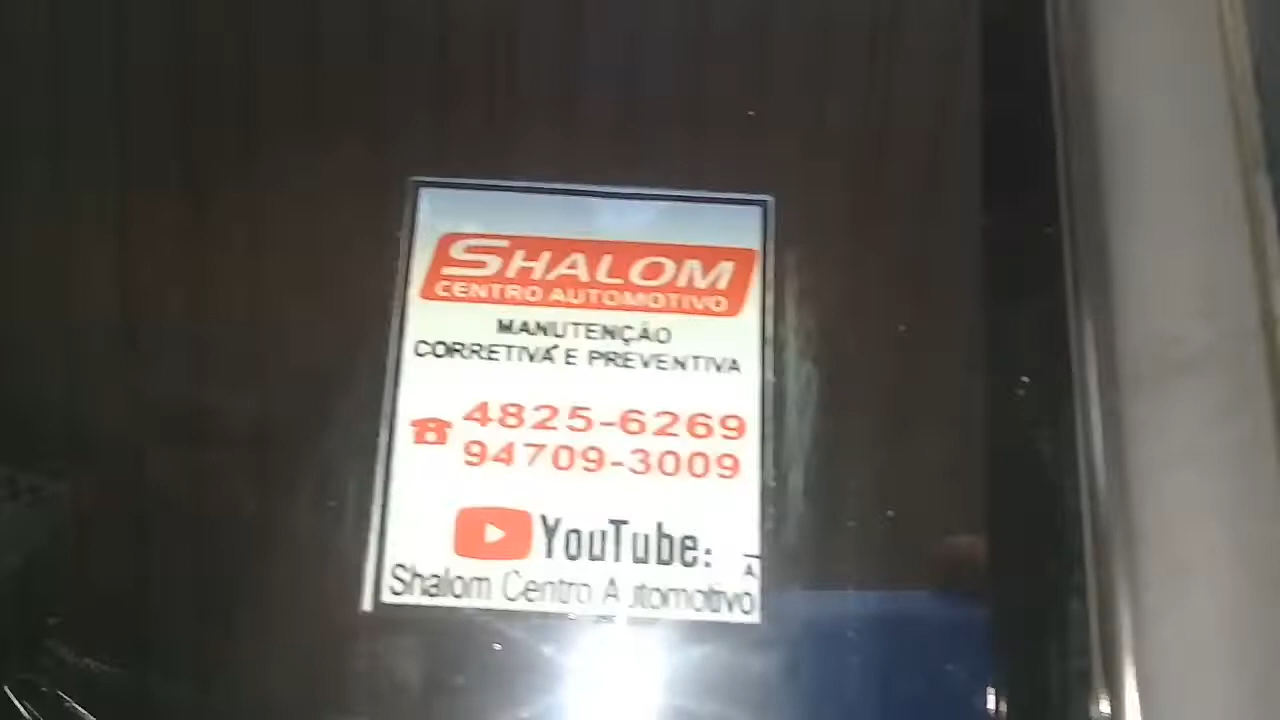 SHALOM
CENTRO AUTOMOTIVO
MANUTENÇÃO
CORRETIVA E PREVENTIVA
4825-6269
94709-3009
YouTube:
Shalom Centro Automotivo